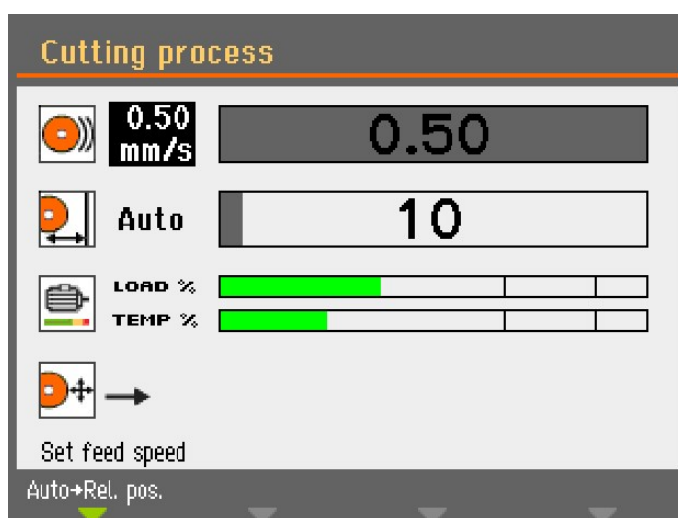 Cutting process
0.50
mm/s
0.50
Auto
10
LOAD %
TEMP %
Set feed speed
Auto→Rel. pos.